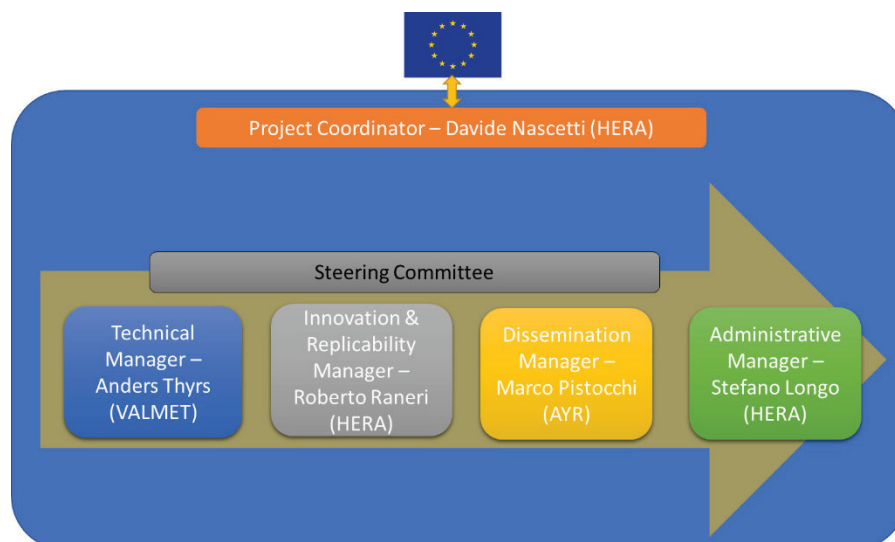 Project Coordinator – Davide Nascetti (HERA)
Steering Committee
Technical
Manager –
Anders Thyrs
(VALMET)
Innovation &
Replicability
Manager –
Roberto Raneri
(HERA)
Dissemination
Manager –
Marco Pistocchi
(AYR)
Administrative
Manager –
Stefano Longo
(HERA)